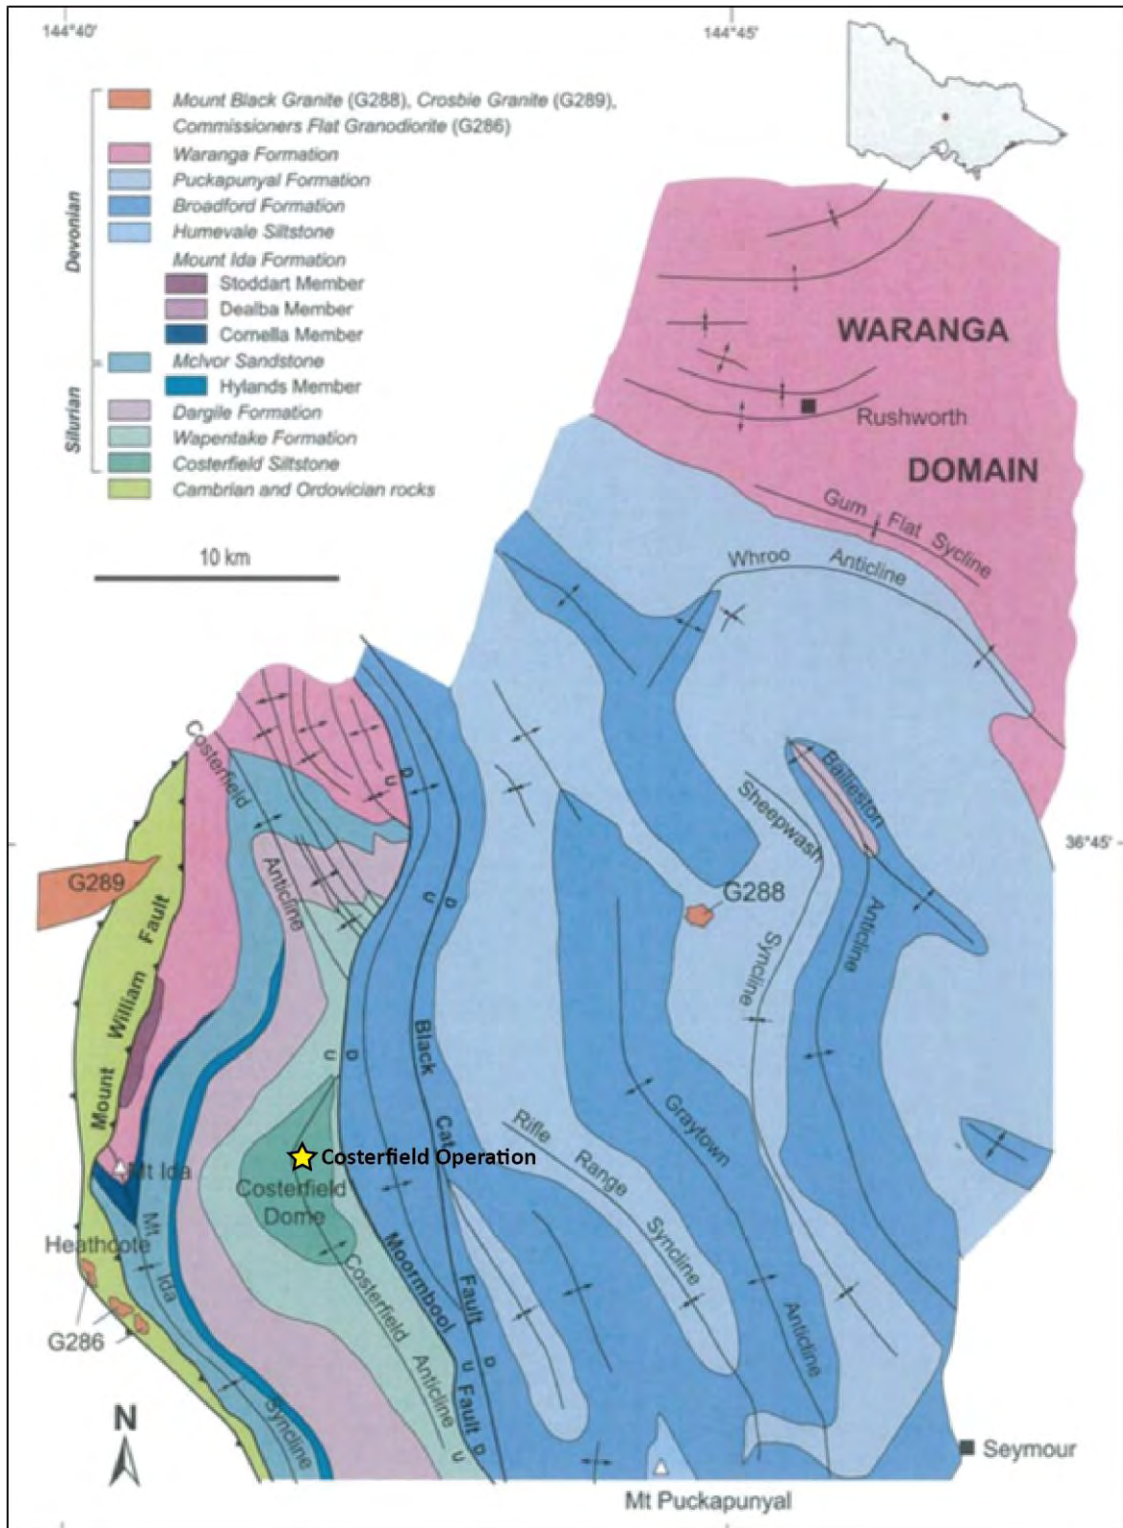 144°40'
144°45'
Devonian
Silurian
Mount Black Granite (G288), Crosbie Granite (G289),
Commissioners Flat Granodiorite (G286)
Waranga Formation
Puckapunyal Formation
Broadford Formation
Humevale Siltstone
Mount Ida Formation
Stoddart Member
Dealba Member
Cornella Member
McIvor Sandstone
Hylands Member
Dargile Formation
Wapentake Formation
Costerfield Siltstone
Cambrian and Ordovician rocks
10 km
WARANGA
Rushworth
DOMAIN
Gum Flat Sycline
Whroo Anticline
Costerfield
Anticline
U D
Bailieston
Anticline
Sheepwash
Syncline
36°45'
G289
G288
U D
Mount William Fault
Black Cat
Fault
U D
Costerfield Operation
Costerfield
Dome
Mt Ida
Heathcote
Mt Ida
Syncline
G286
Costerfield Anticline
Moormbool
Fault
U D
U D
Rifle Range Syncline
Graytown
Anticline
N
Seymour
Mt Puckapunyal